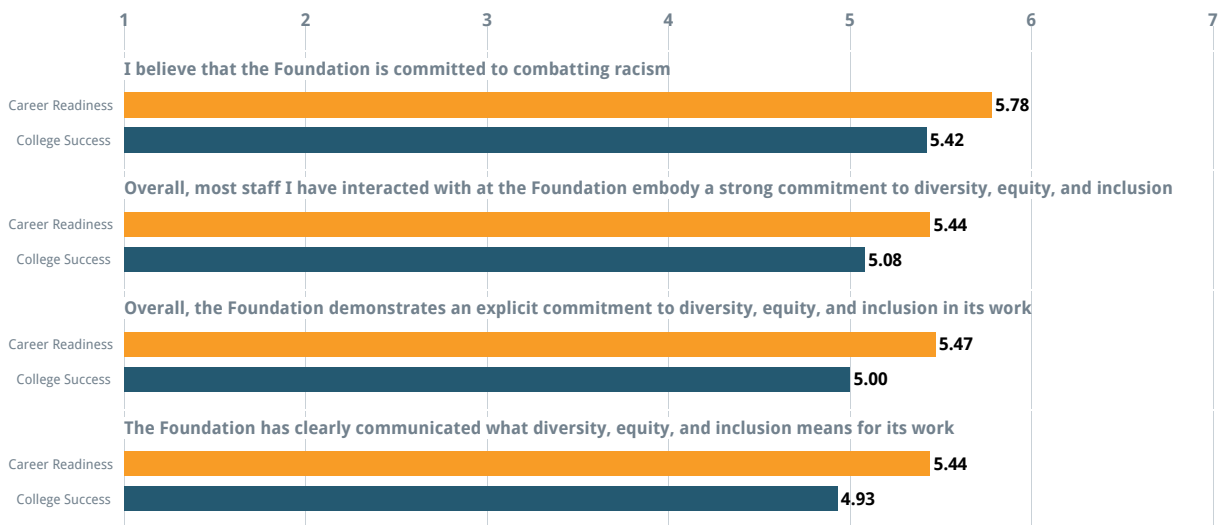 1 2 3 4 5 6 7
I believe that the Foundation is committed to combatting racism
Career Readiness 5.78
College Success 5.42
Overall, most staff I have interacted with at the Foundation embody a strong commitment to diversity, equity, and inclusion
Career Readiness 5.44
College Success 5.08
Overall, the Foundation demonstrates an explicit commitment to diversity, equity, and inclusion in its work
Career Readiness 5.47
College Success 5.00
The Foundation has clearly communicated what diversity, equity, and inclusion means for its work
Career Readiness 5.44
College Success 4.93